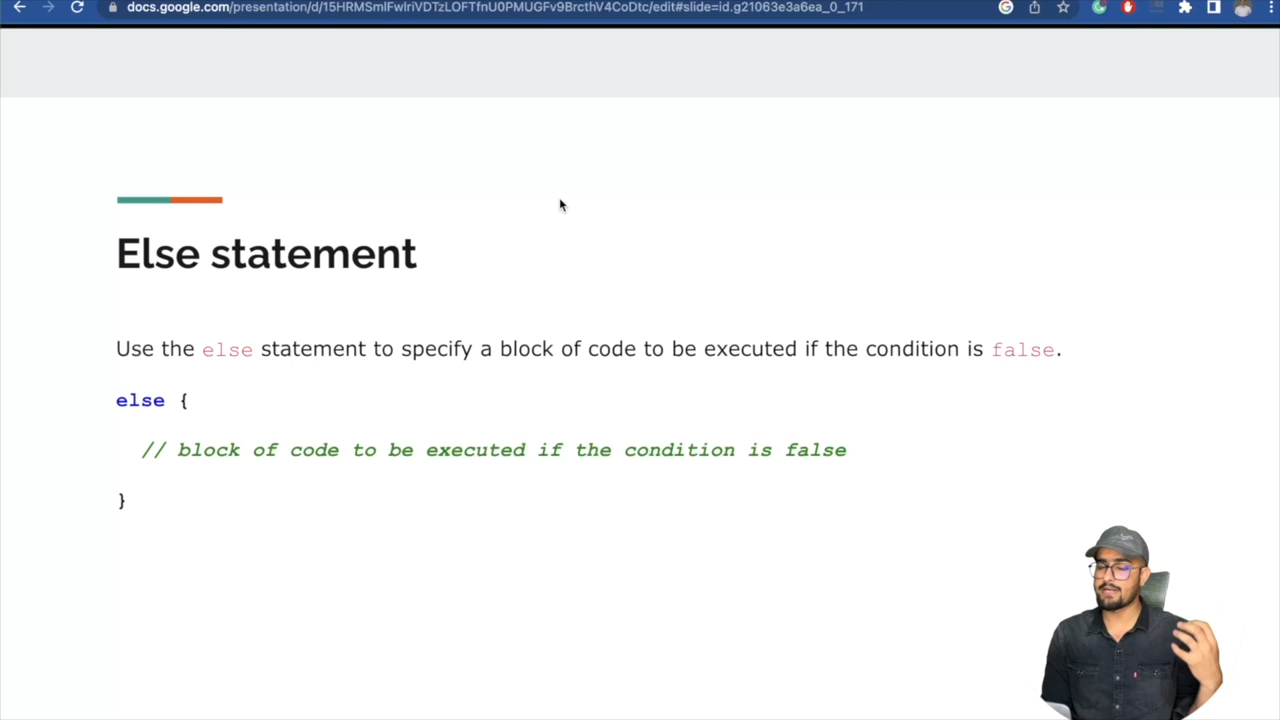 docs.google.com/presentation/d/15HRMSmIFwIriVDTzLOFTfnU0PMUGFv9BrcthV4CoDtc/edit#slide=id.g21063e3a6ea_0_171
Else statement
Use the else statement to specify a block of code to be executed if the condition is false.
else {
// block of code to be executed if the condition is false
}